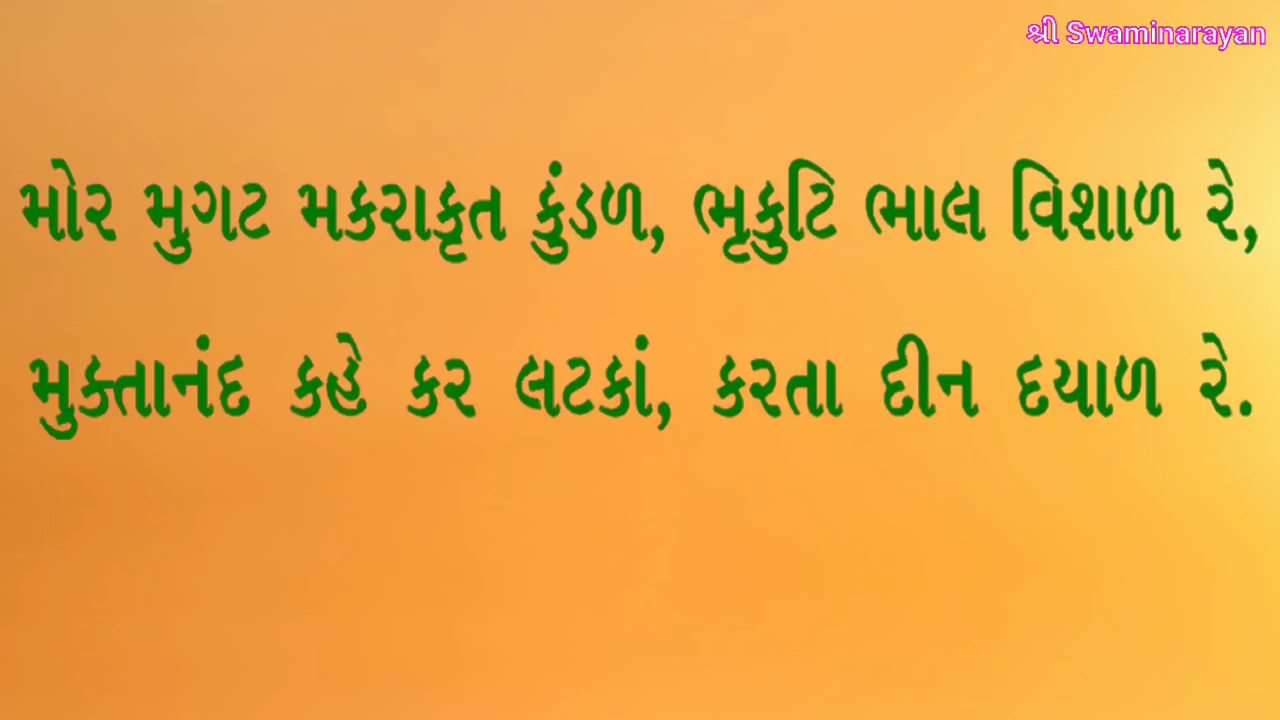 શ્રી Swaminarayan
મોર મુગટ મકરાકૃત કુંડળ, ભૃકુટિ ભાલ વિશાળ રે,
મુક્તાનંદ કહે કર લટકાં, કરતા દીન દયાળ રે.